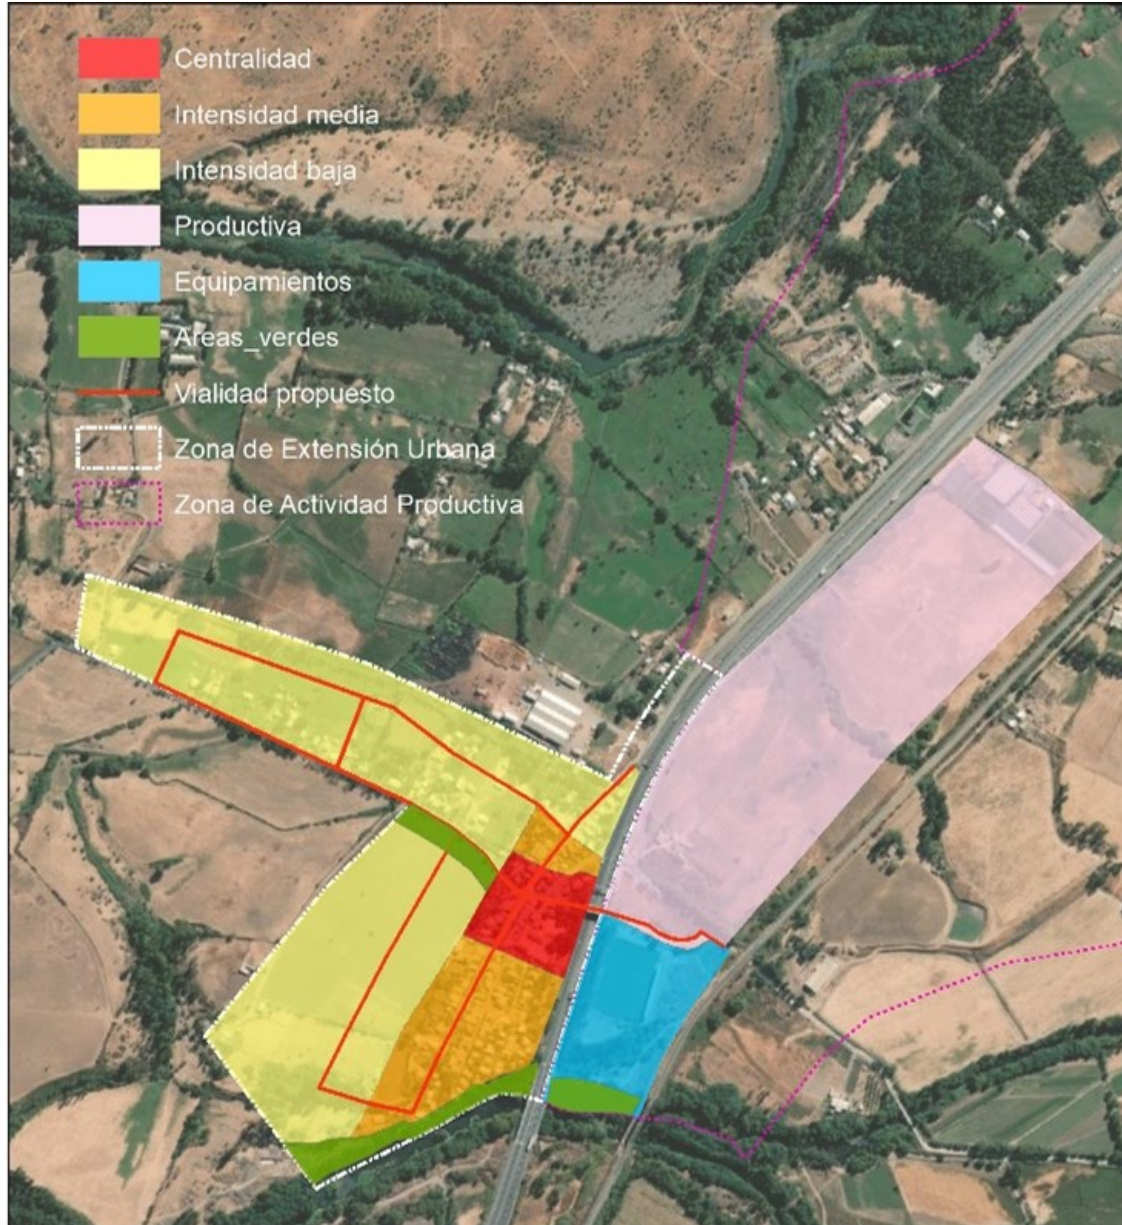 Centralidad
Intensidad media
Intensidad baja
Productiva
Equipamientos
Areas_verdes
Vialidad propuesto
Zona de Extensión Urbana
Zona de Actividad Productiva